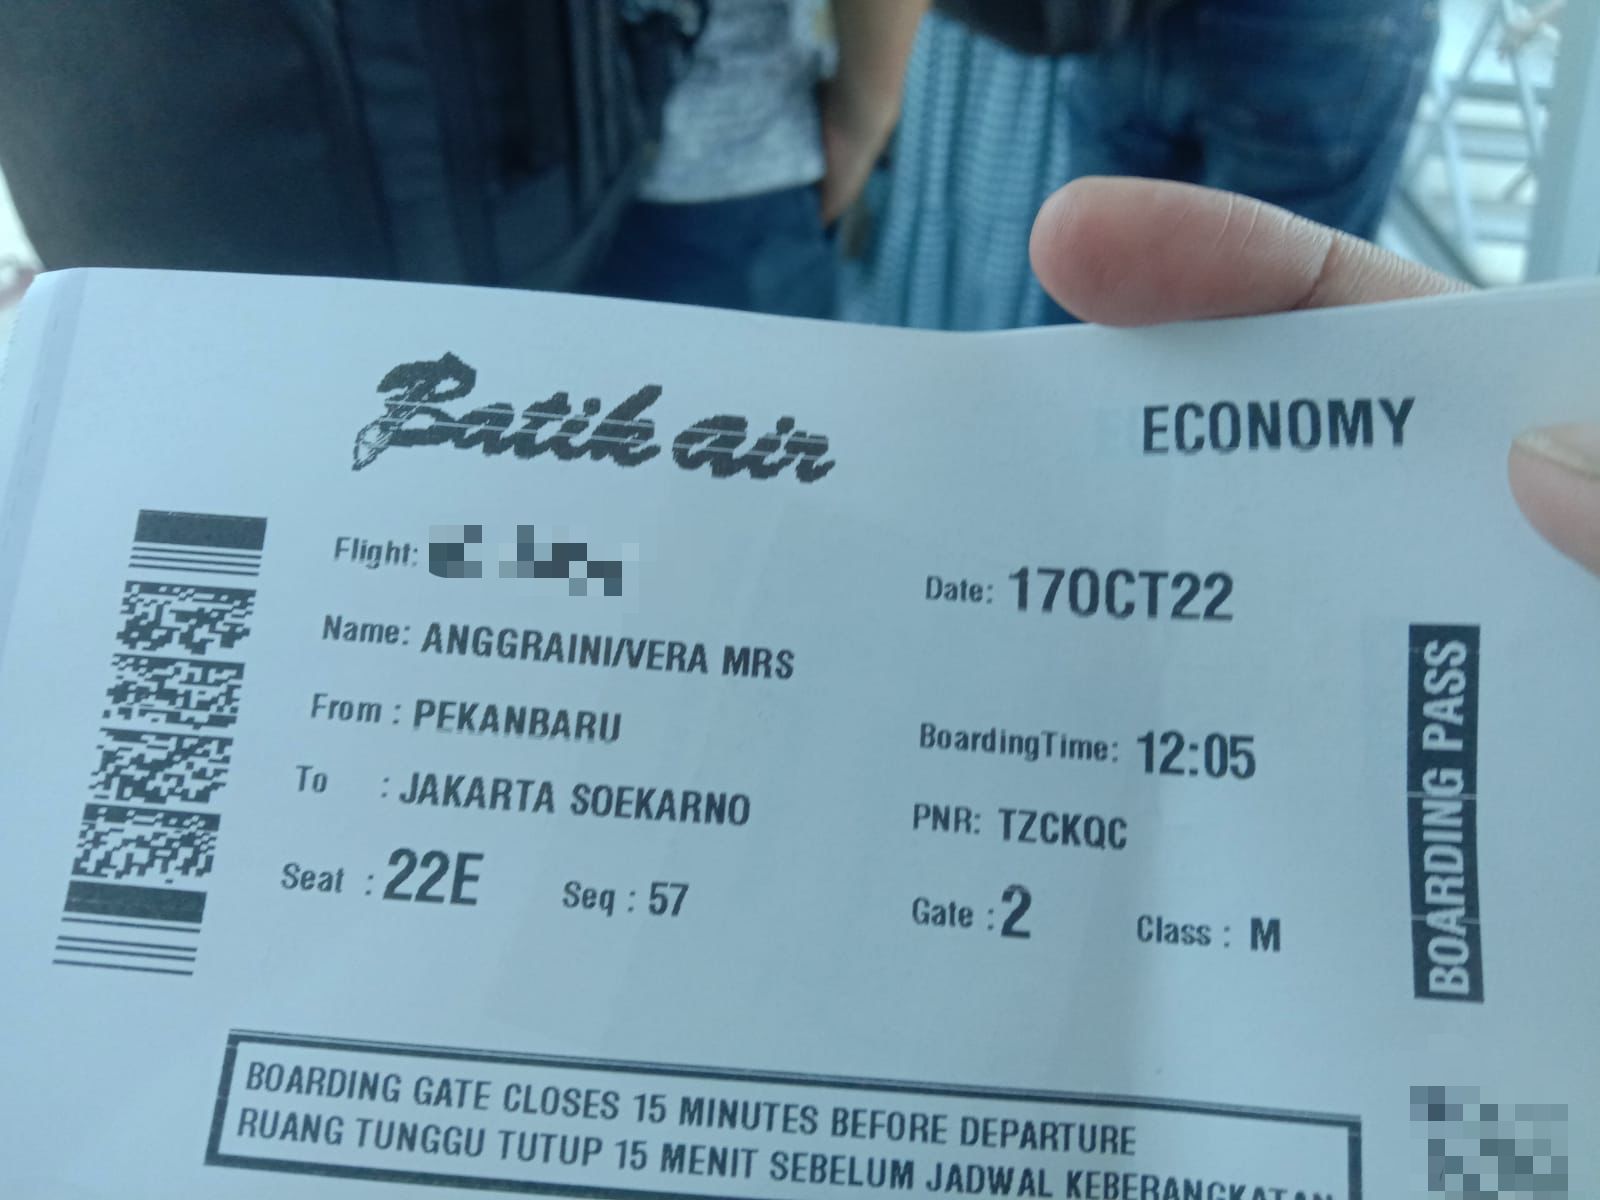 Batik air
ECONOMY
Flight:
Date: 17OCT22
Name: ANGGRAINI/VERA MRS
From : PEKANBARU
BoardingTime: 12:05
To : JAKARTA SOEKARNO
PNR: TZCKQC
Seat : 22E Seq : 57
Gate : 2 Class : M
BOARDING PASS
BOARDING GATE CLOSES 15 MINUTES BEFORE DEPARTURE
RUANG TUNGGU TUTUP 15 MENIT SEBELUM JADWAL KEBERANGKATAN